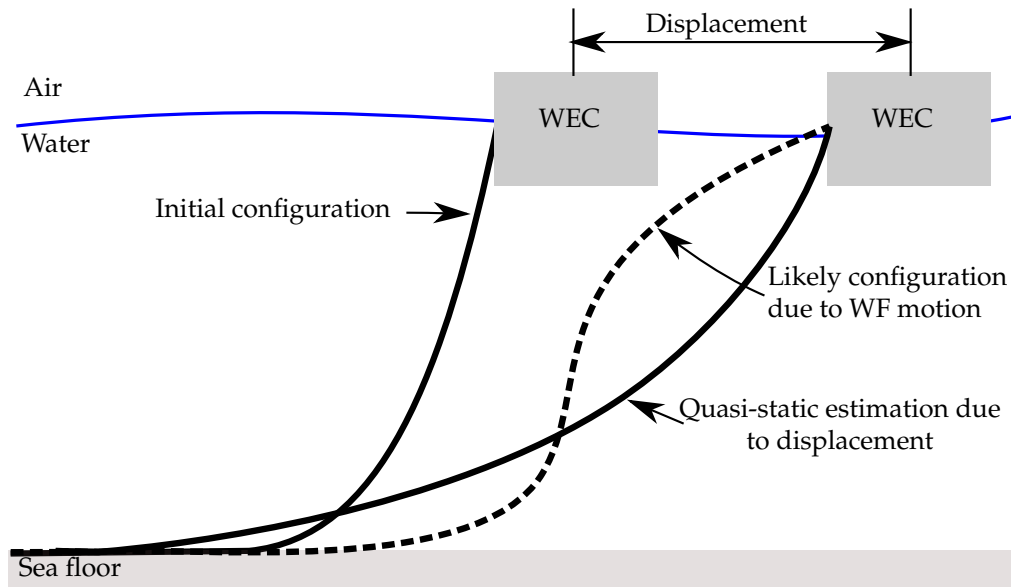 Displacement
Air
WEC
WEC
Water
Initial configuration
Likely configuration
due to WF motion
Quasi-static estimation due
to displacement
Sea floor